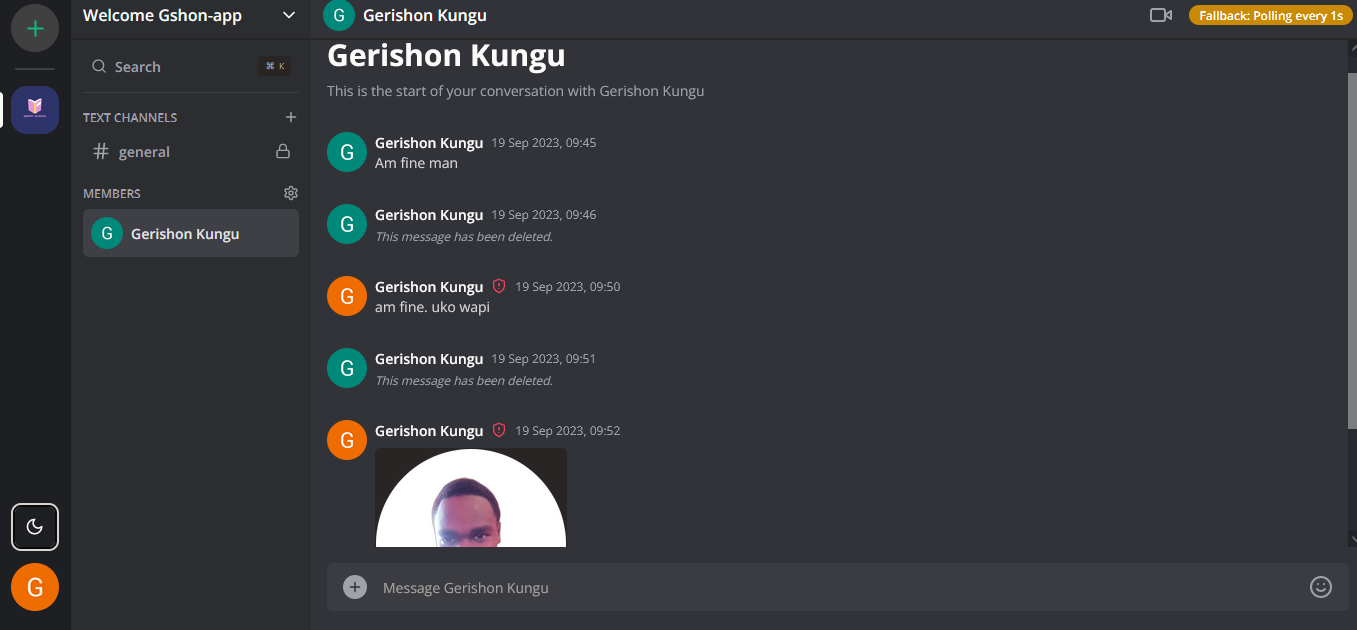 Welcome Gshon-app
Search
⌘ K
TEXT CHANNELS
# general
MEMBERS
G Gerishon Kungu
G
G Gerishon Kungu
Fallback: Polling every 1s
Gerishon Kungu
This is the start of your conversation with Gerishon Kungu
G Gerishon Kungu 19 Sep 2023, 09:45
Am fine man
G Gerishon Kungu 19 Sep 2023, 09:46
This message has been deleted.
G Gerishon Kungu 19 Sep 2023, 09:50
am fine. uko wapi
G Gerishon Kungu 19 Sep 2023, 09:51
This message has been deleted.
G Gerishon Kungu 19 Sep 2023, 09:52
Message Gerishon Kungu